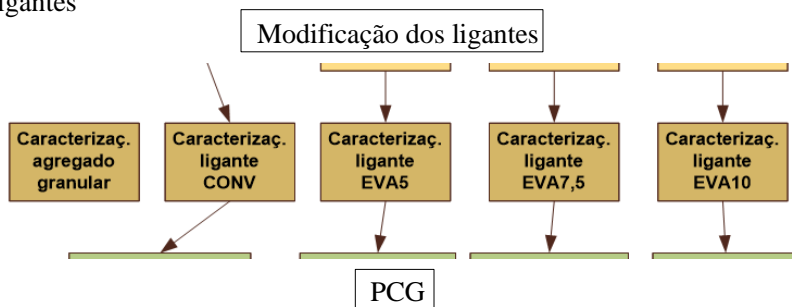 igantes
Modificação dos ligantes
Caracterizaç.
agregado
granular
Caracterizaç.
ligante
CONV
Caracterizaç.
ligante
EVA5
Caracterizaç.
ligante
EVA7,5
Caracterizaç.
ligante
EVA10
PCG